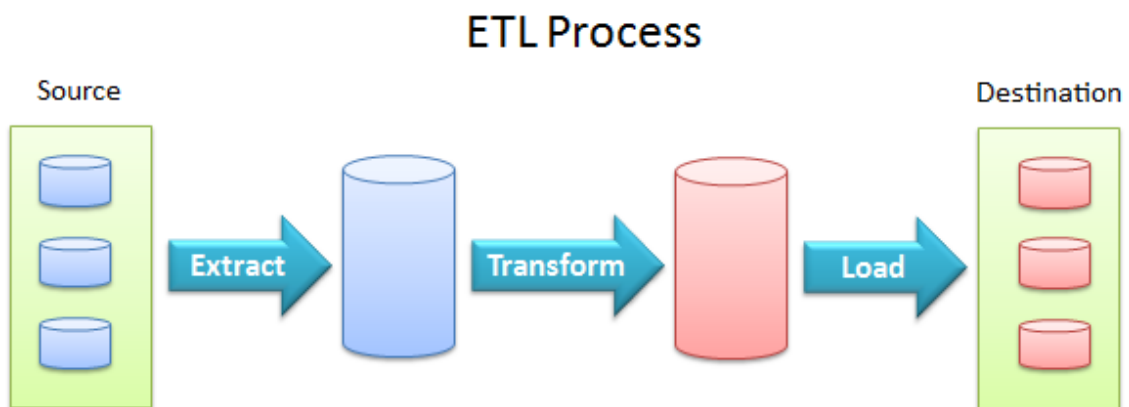 ETL Process
Source
Destination
Extract
Transform
Load